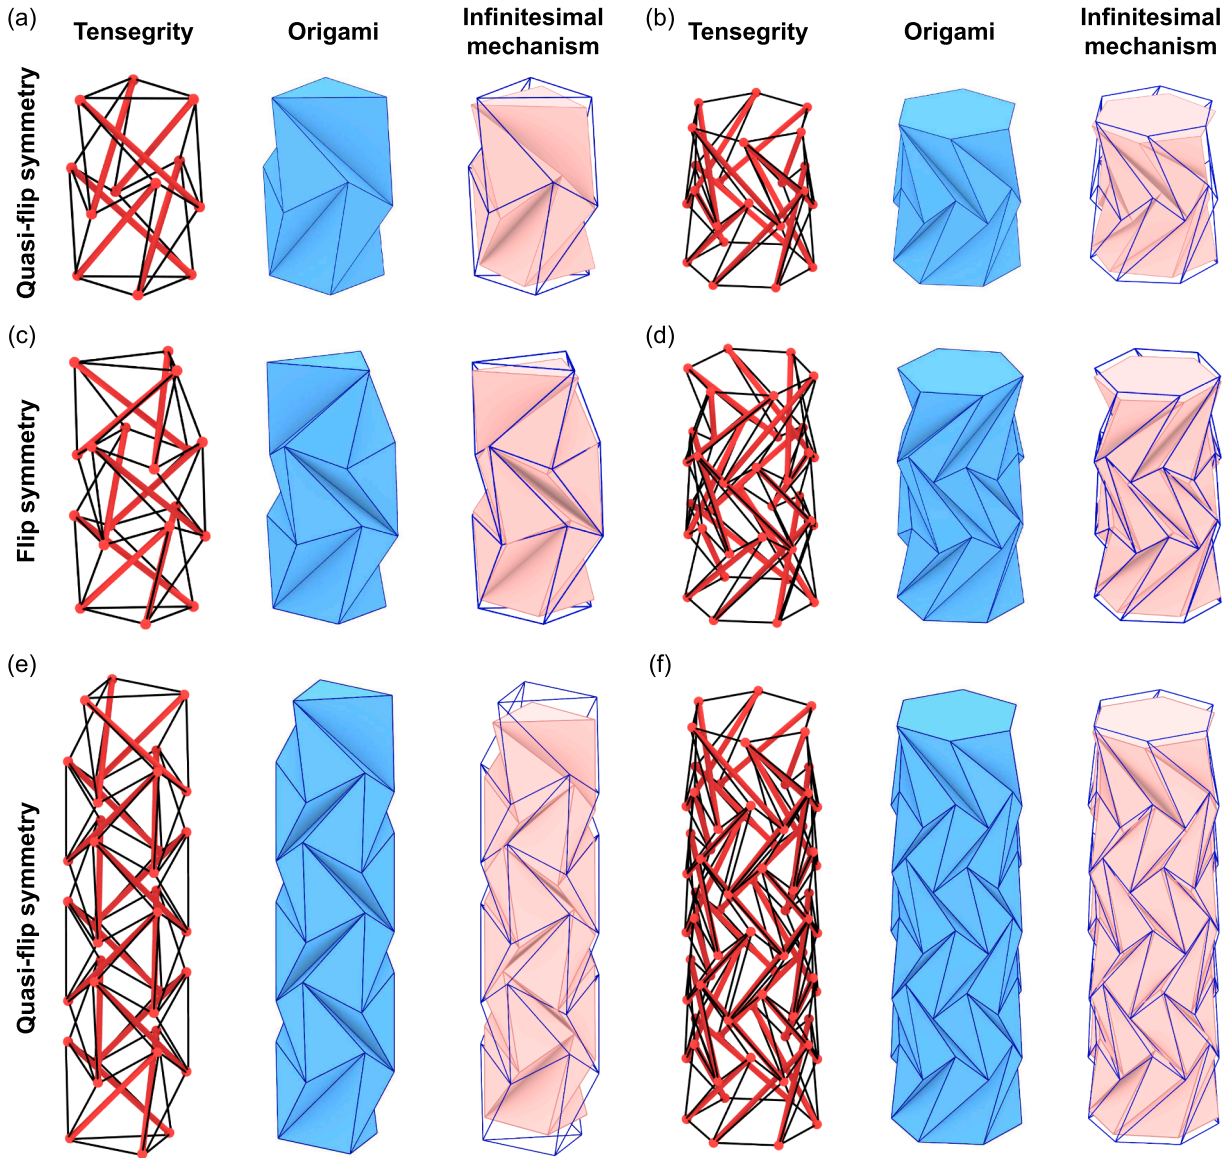 (a)
Tensegrity
Origami
Infinitesimal
mechanism
(b)
Tensegrity
Origami
Infinitesimal
mechanism
Quasi-flip symmetry
(c)
(d)
Flip symmetry
(e)
(f)
Quasi-flip symmetry